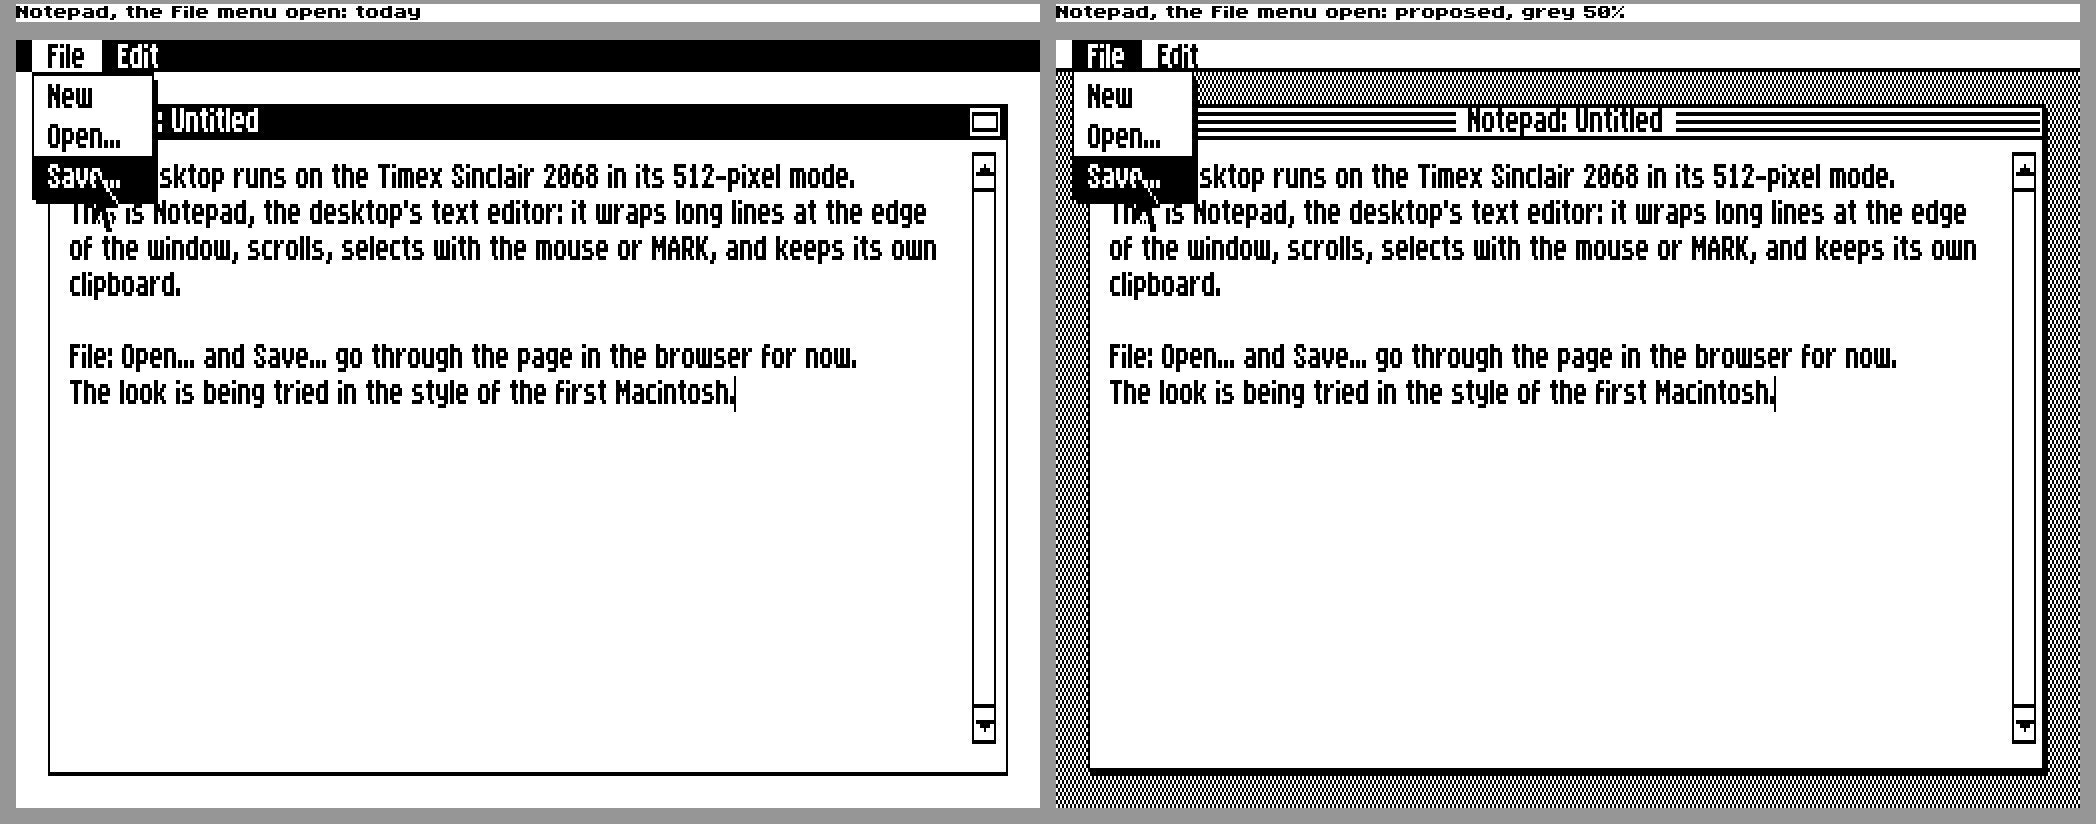 Notepad, the File menu open: today
File Edit
New
Open...
Save...
: Untitled
sktop runs on the Timex Sinclair 2068 in its 512-pixel mode.
This is Notepad, the desktop's text editor: it wraps long lines at the edge
of the window, scrolls, selects with the mouse or MARK, and keeps its own
clipboard.
File: Open... and Save... go through the page in the browser for now.
The look is being tried in the style of the first Macintosh.
Notepad, the File menu open: proposed, grey 50%
File Edit
New
Open...
Save...
Notepad: Untitled
sktop runs on the Timex Sinclair 2068 in its 512-pixel mode.
This is Notepad, the desktop's text editor: it wraps long lines at the edge
of the window, scrolls, selects with the mouse or MARK, and keeps its own
clipboard.
File: Open... and Save... go through the page in the browser for now.
The look is being tried in the style of the first Macintosh.